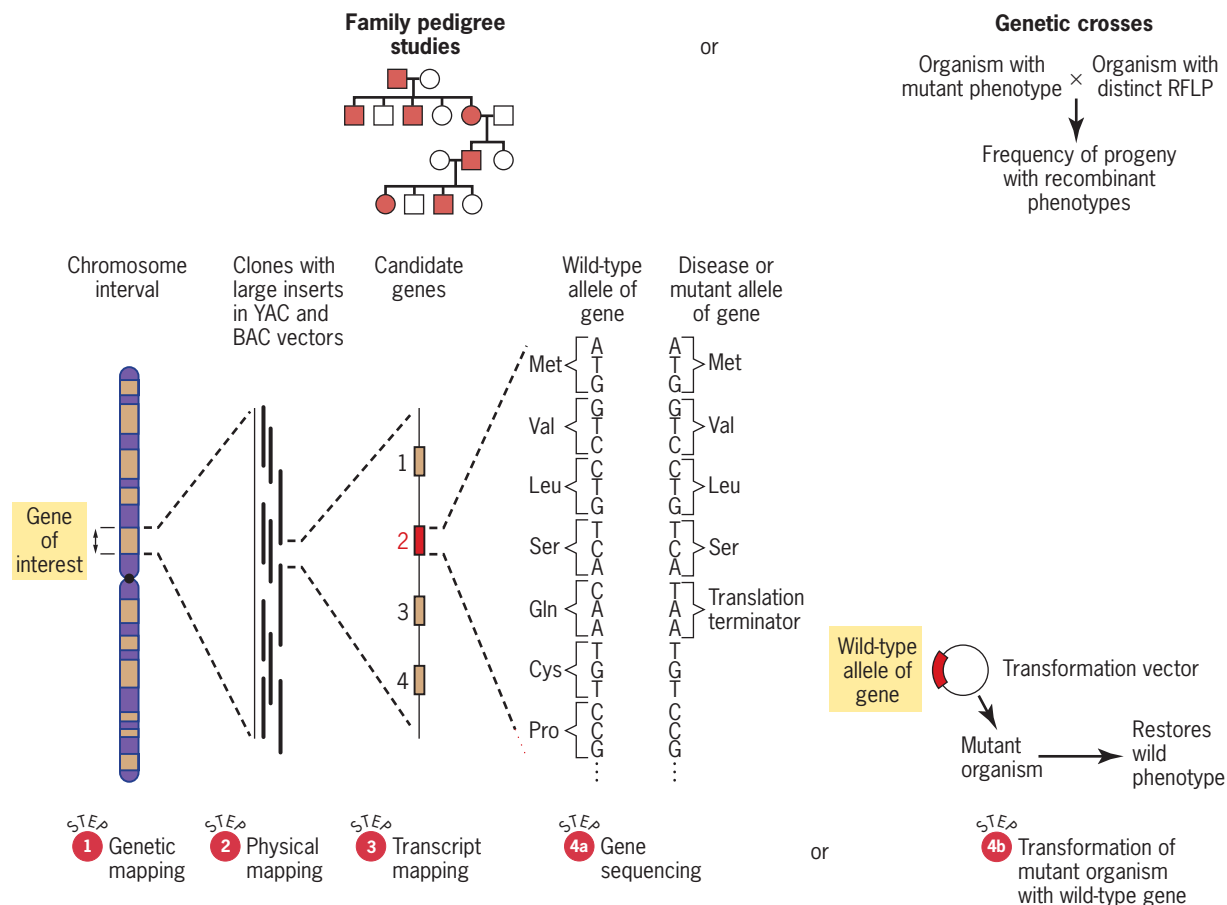 Family pedigree
studies
or
Genetic crosses
Organism with
mutant phenotype
×
Organism with
distinct RFLP
Frequency of progeny
with recombinant
phenotypes
Chromosome
interval
Clones with
large inserts
in YAC and
BAC vectors
Candidate
genes
Wild-type
allele of
gene
Disease or
mutant allele
of gene
Gene
of
interest
1
2
3
4
Met
A
T
G
Val
G
T
C
Leu
C
T
G
Ser
T
C
A
Gln
C
A
A
Cys
T
G
T
Pro
C
C
G
A
T
G
Met
G
T
C
Val
C
T
G
Leu
T
C
A
Ser
T
A
A
Translation
terminator
T
G
T
C
C
G
Wild-type
allele of
gene
Transformation vector
Mutant
organism
Restores
wild
phenotype
STEP
1 Genetic
mapping
STEP
2 Physical
mapping
STEP
3 Transcript
mapping
STEP
4a Gene
sequencing
or
STEP
4b Transformation of
mutant organism
with wild-type gene